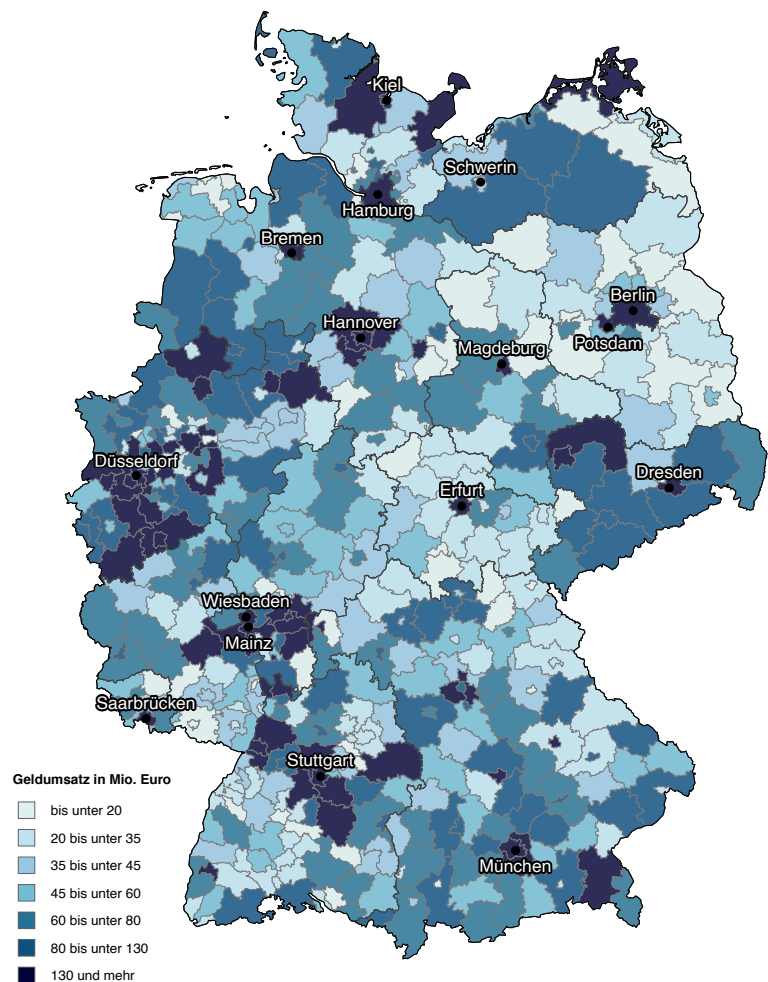 Kiel
Schwerin
Hamburg
Bremen
Berlin
Hannover
Potsdam
Magdeburg
Düsseldorf
Dresden
Erfurt
Wiesbaden
Mainz
Saarbrücken
Stuttgart
München
Geldumsatz in Mio. Euro
bis unter 20
20 bis unter 35
35 bis unter 45
45 bis unter 60
60 bis unter 80
80 bis unter 130
130 und mehr